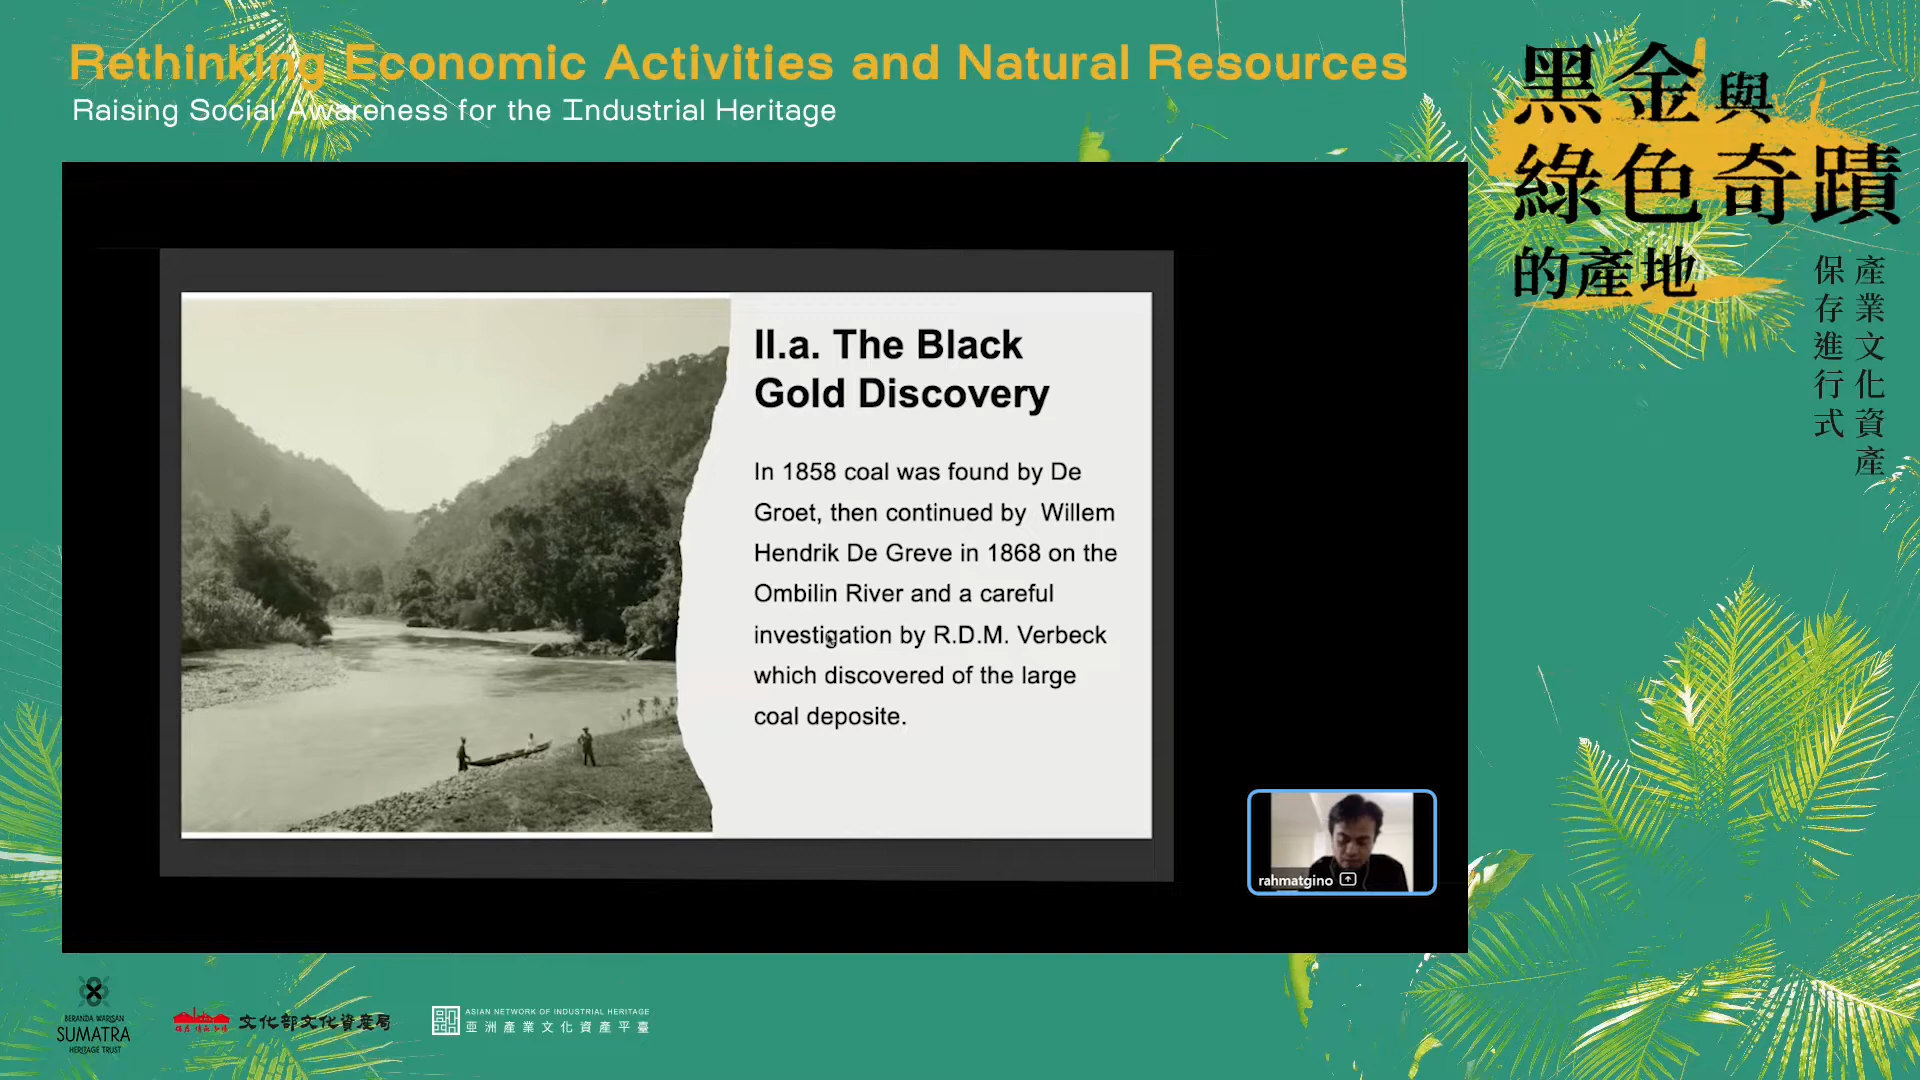 Rethinking Economic Activities and Natural Resources
Raising Social Awareness for the Industrial Heritage
黑金與
綠色奇蹟
的產地
產業文化資產
保存進行式
II.a. The Black
Gold Discovery
In 1858 coal was found by De
Groet, then continued by  Willem
Hendrik De Greve in 1868 on the
Ombilin River and a careful
investigation by R.D.M. Verbeck
which discovered of the large
coal deposite.
rahmatgino
BERANDA WARISAN
SUMATRA
HERITAGE TRUST
文化部文化資產局
ASIAN NETWORK OF INDUSTRIAL HERITAGE
亞洲產業文化資產平臺